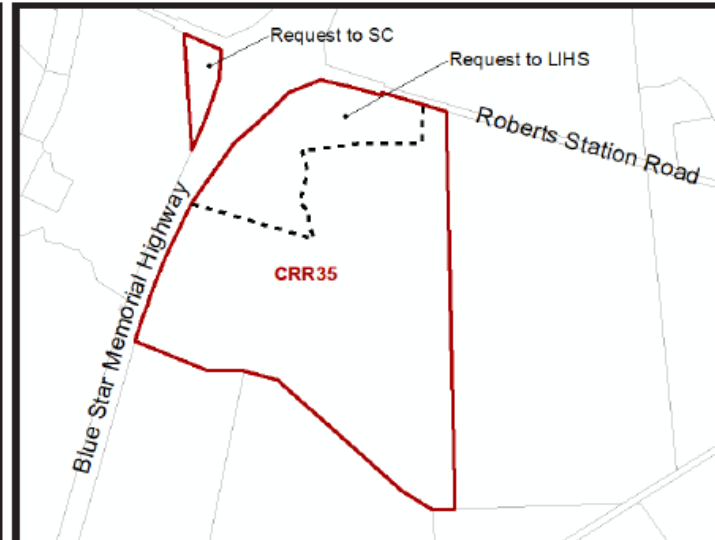 Request to SC
Request to LIHS
Roberts Station Road
Blue Star Memorial Highway
CRR35